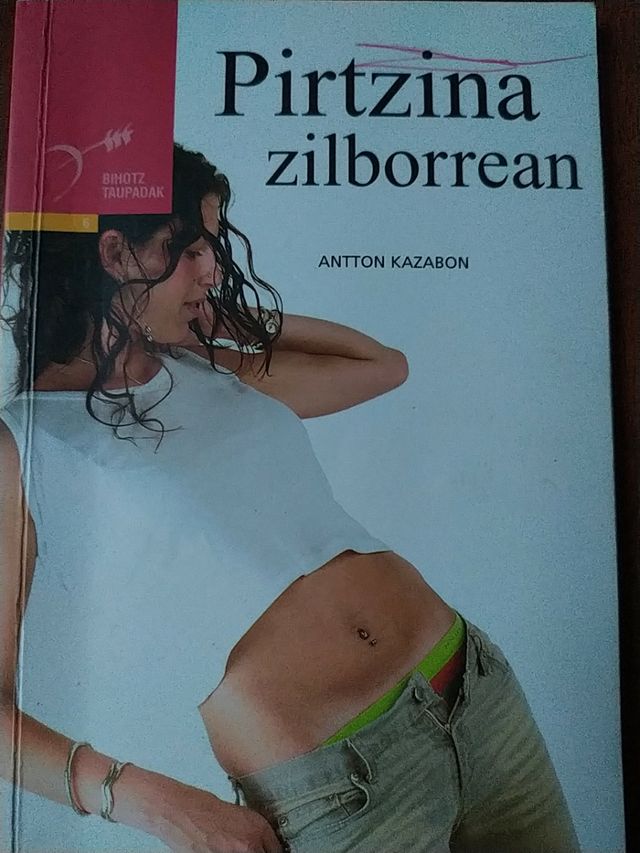 Pirtzina
zilborrean
BIHOTZ
TAUPADAK
6
ANTTON KAZABON